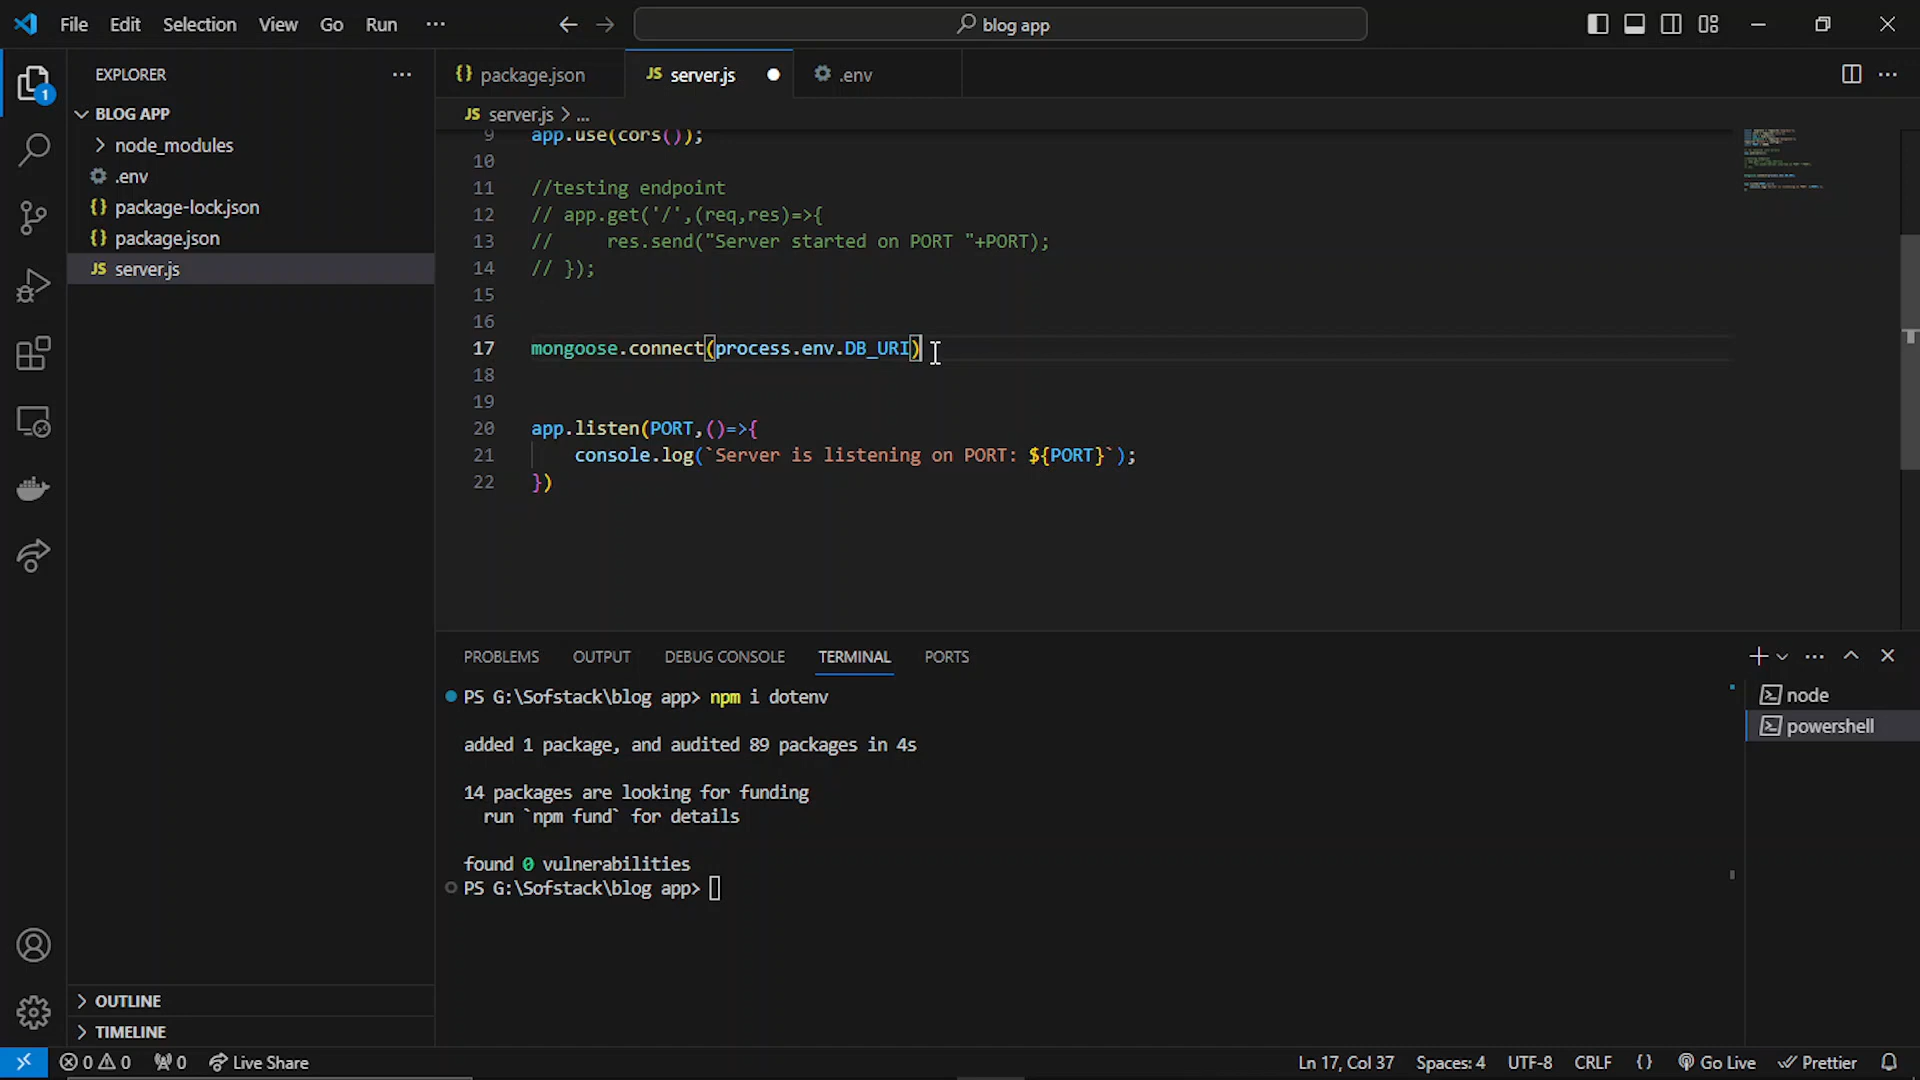 File Edit Selection View Go Run ···
blog app
EXPLORER
BLOG APP
node_modules
.env
package-lock.json
package.json
JS server.js
OUTLINE
TIMELINE
1
{} package.json
JS server.js
.env
JS server.js > ...
9 app.use(cors());
10
11 //testing endpoint
12 // app.get('/',(req,res)=>{
13 //     res.send("Server started on PORT "+PORT);
14 // });
15
16
17 mongoose.connect(process.env.DB_URI)
18
19
20 app.listen(PORT,()=>{
21     console.log(`Server is listening on PORT: ${PORT}`);
22 })
PROBLEMS OUTPUT DEBUG CONSOLE TERMINAL PORTS
PS G:\Sofstack\blog app> npm i dotenv
added 1 package, and audited 89 packages in 4s
14 packages are looking for funding
run `npm fund` for details
found 0 vulnerabilities
PS G:\Sofstack\blog app>
node
powershell
0 0 0 Live Share
Ln 17, Col 37 Spaces: 4 UTF-8 CRLF {} Go Live Prettier